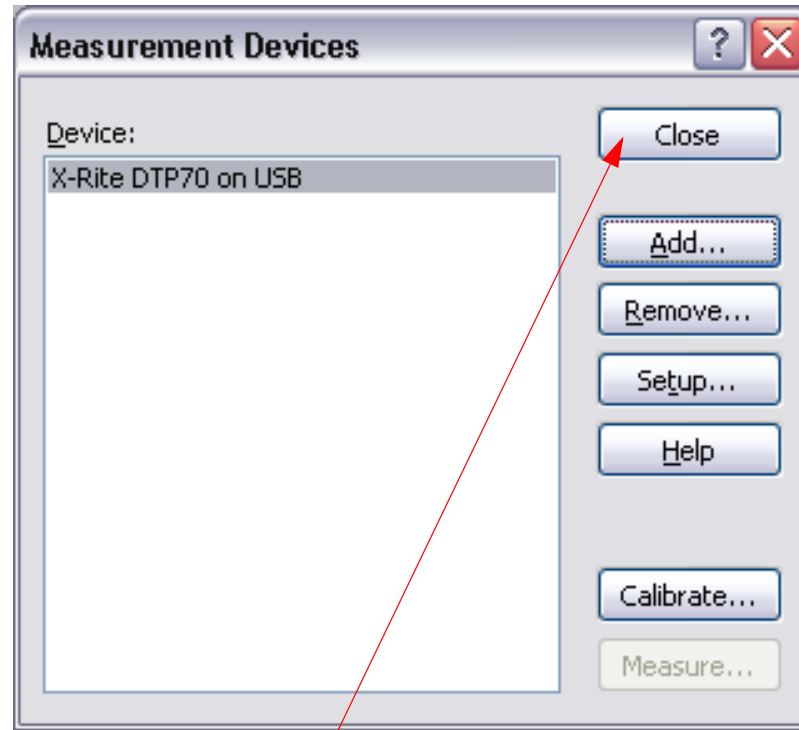 Measurement Devices
?
Device:
X-Rite DTP70 on USB
Close
Add...
Remove...
Setup...
Help
Calibrate...
Measure...